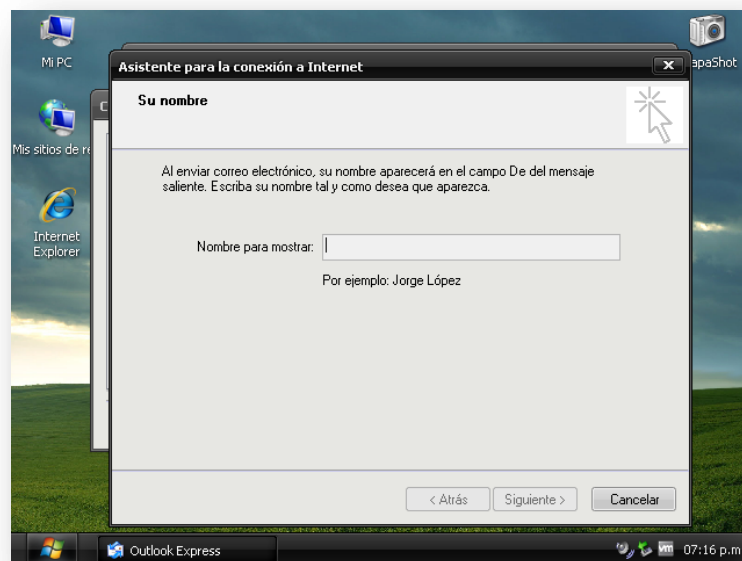 Mi PC
apaShot
Asistente para la conexión a Internet
Su nombre
Mis sitios de re
Al enviar correo electrónico, su nombre aparecerá en el campo De del mensaje
saliente. Escriba su nombre tal y como desea que aparezca.
Internet
Explorer
Nombre para mostrar:
Por ejemplo: Jorge López
< Atrás
Siguiente >
Cancelar
Outlook Express
vm
07:16 p.m